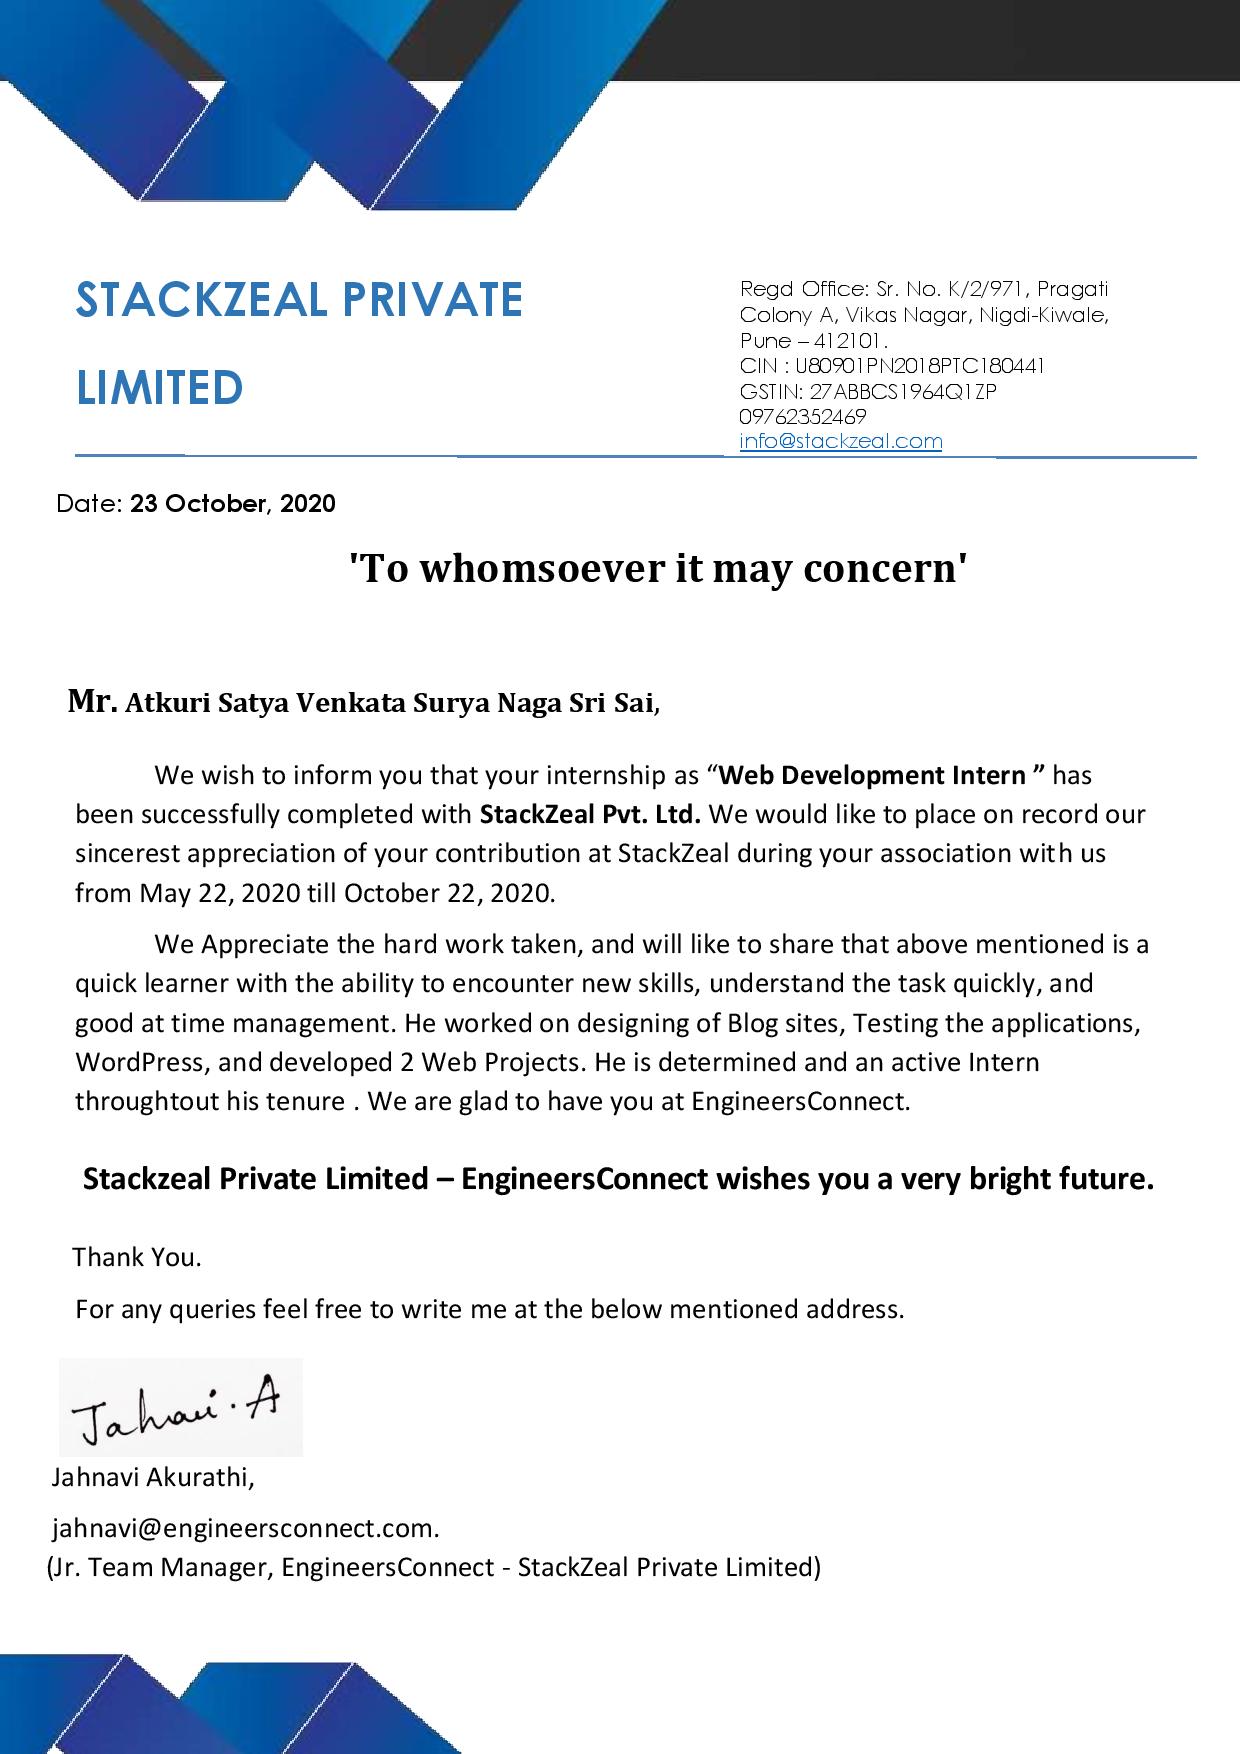 STACKZEAL PRIVATE
LIMITED
Regd Office: Sr. No. K/2/971, Pragati
Colony A, Vikas Nagar, Nigdi-Kiwale,
Pune – 412101.
CIN : U80901PN2018PTC180441
GSTIN: 27ABBCS1964Q1ZP
09762352469
info@stackzeal.com
Date: 23 October, 2020
'To whomsoever it may concern'
Mr. Atkuri Satya Venkata Surya Naga Sri Sai,
We wish to inform you that your internship as “Web Development Intern ” has
been successfully completed with StackZeal Pvt. Ltd. We would like to place on record our
sincerest appreciation of your contribution at StackZeal during your association with us
from May 22, 2020 till October 22, 2020.
We Appreciate the hard work taken, and will like to share that above mentioned is a
quick learner with the ability to encounter new skills, understand the task quickly, and
good at time management. He worked on designing of Blog sites, Testing the applications,
WordPress, and developed 2 Web Projects. He is determined and an active Intern
throughtout his tenure . We are glad to have you at EngineersConnect.
Stackzeal Private Limited – EngineersConnect wishes you a very bright future.
Thank You.
For any queries feel free to write me at the below mentioned address.
Jahnavi . A
Jahnavi Akurathi,
jahnavi@engineersconnect.com.
(Jr. Team Manager, EngineersConnect - StackZeal Private Limited)